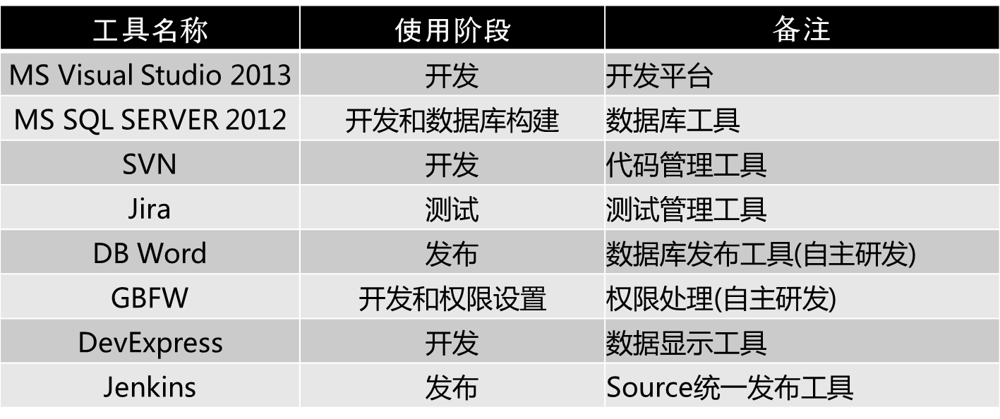 工具名称 使用阶段 备注
MS Visual Studio 2013 开发 开发平台
MS SQL SERVER 2012 开发和数据库构建 数据库工具
SVN 开发 代码管理工具
Jira 测试 测试管理工具
DB Word 发布 数据库发布工具(自主研发)
GBFW 开发和权限设置 权限处理(自主研发)
DevExpress 开发 数据显示工具
Jenkins 发布 Source统一发布工具